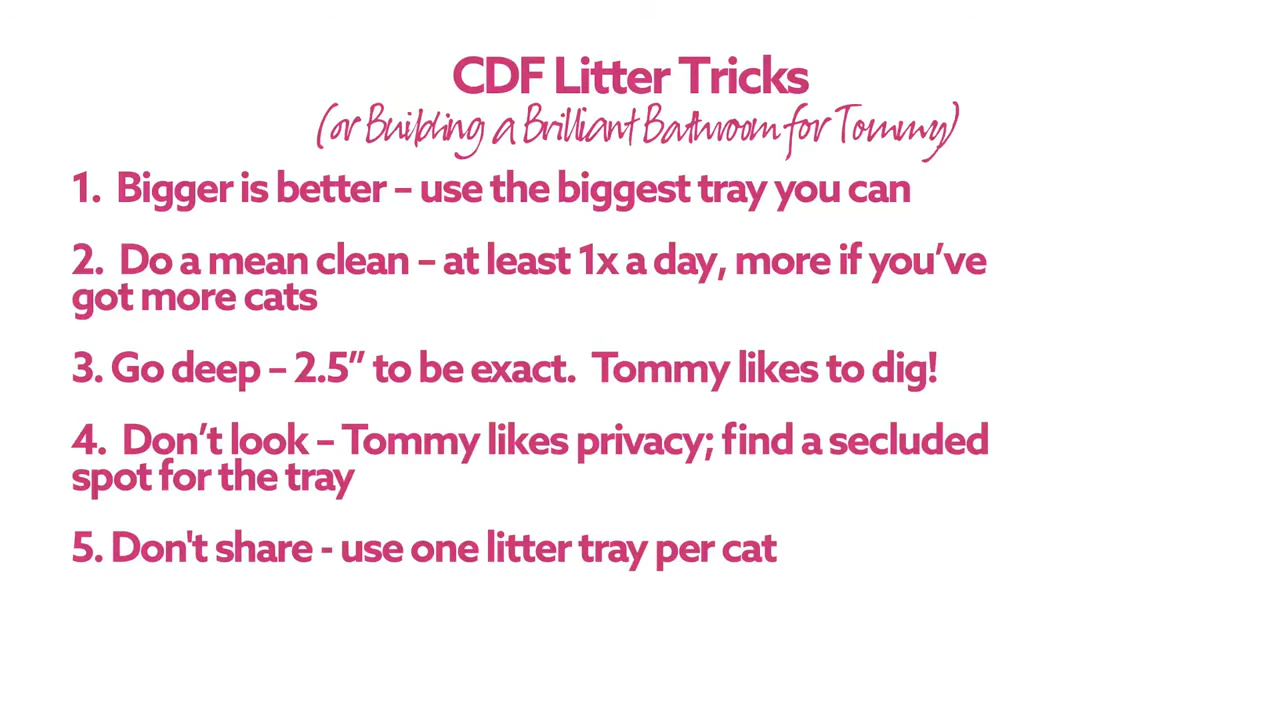 CDF Litter Tricks
(or Building a Brilliant Bathroom for Tommy)
1.  Bigger is better – use the biggest tray you can
2.  Do a mean clean – at least 1x a day, more if you’ve
got more cats
3. Go deep – 2.5” to be exact.  Tommy likes to dig!
4.  Don’t look – Tommy likes privacy; find a secluded
spot for the tray
5. Don't share - use one litter tray per cat